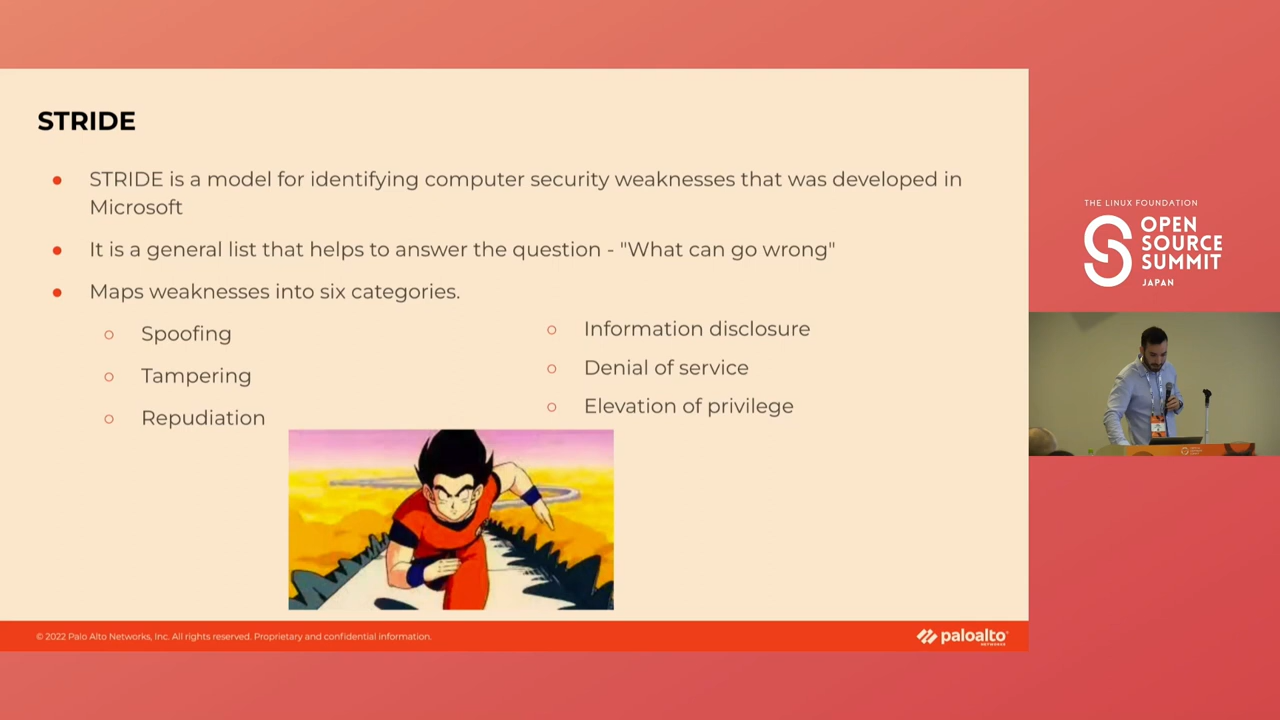 STRIDE
STRIDE is a model for identifying computer security weaknesses that was developed in
Microsoft
It is a general list that helps to answer the question - "What can go wrong"
Maps weaknesses into six categories.
Spoofing
Tampering
Repudiation
Information disclosure
Denial of service
Elevation of privilege
© 2022 Palo Alto Networks, Inc. All rights reserved. Proprietary and confidential information.
paloalto
NETWORKS
THE LINUX FOUNDATION
OPEN
SOURCE
SUMMIT
JAPAN